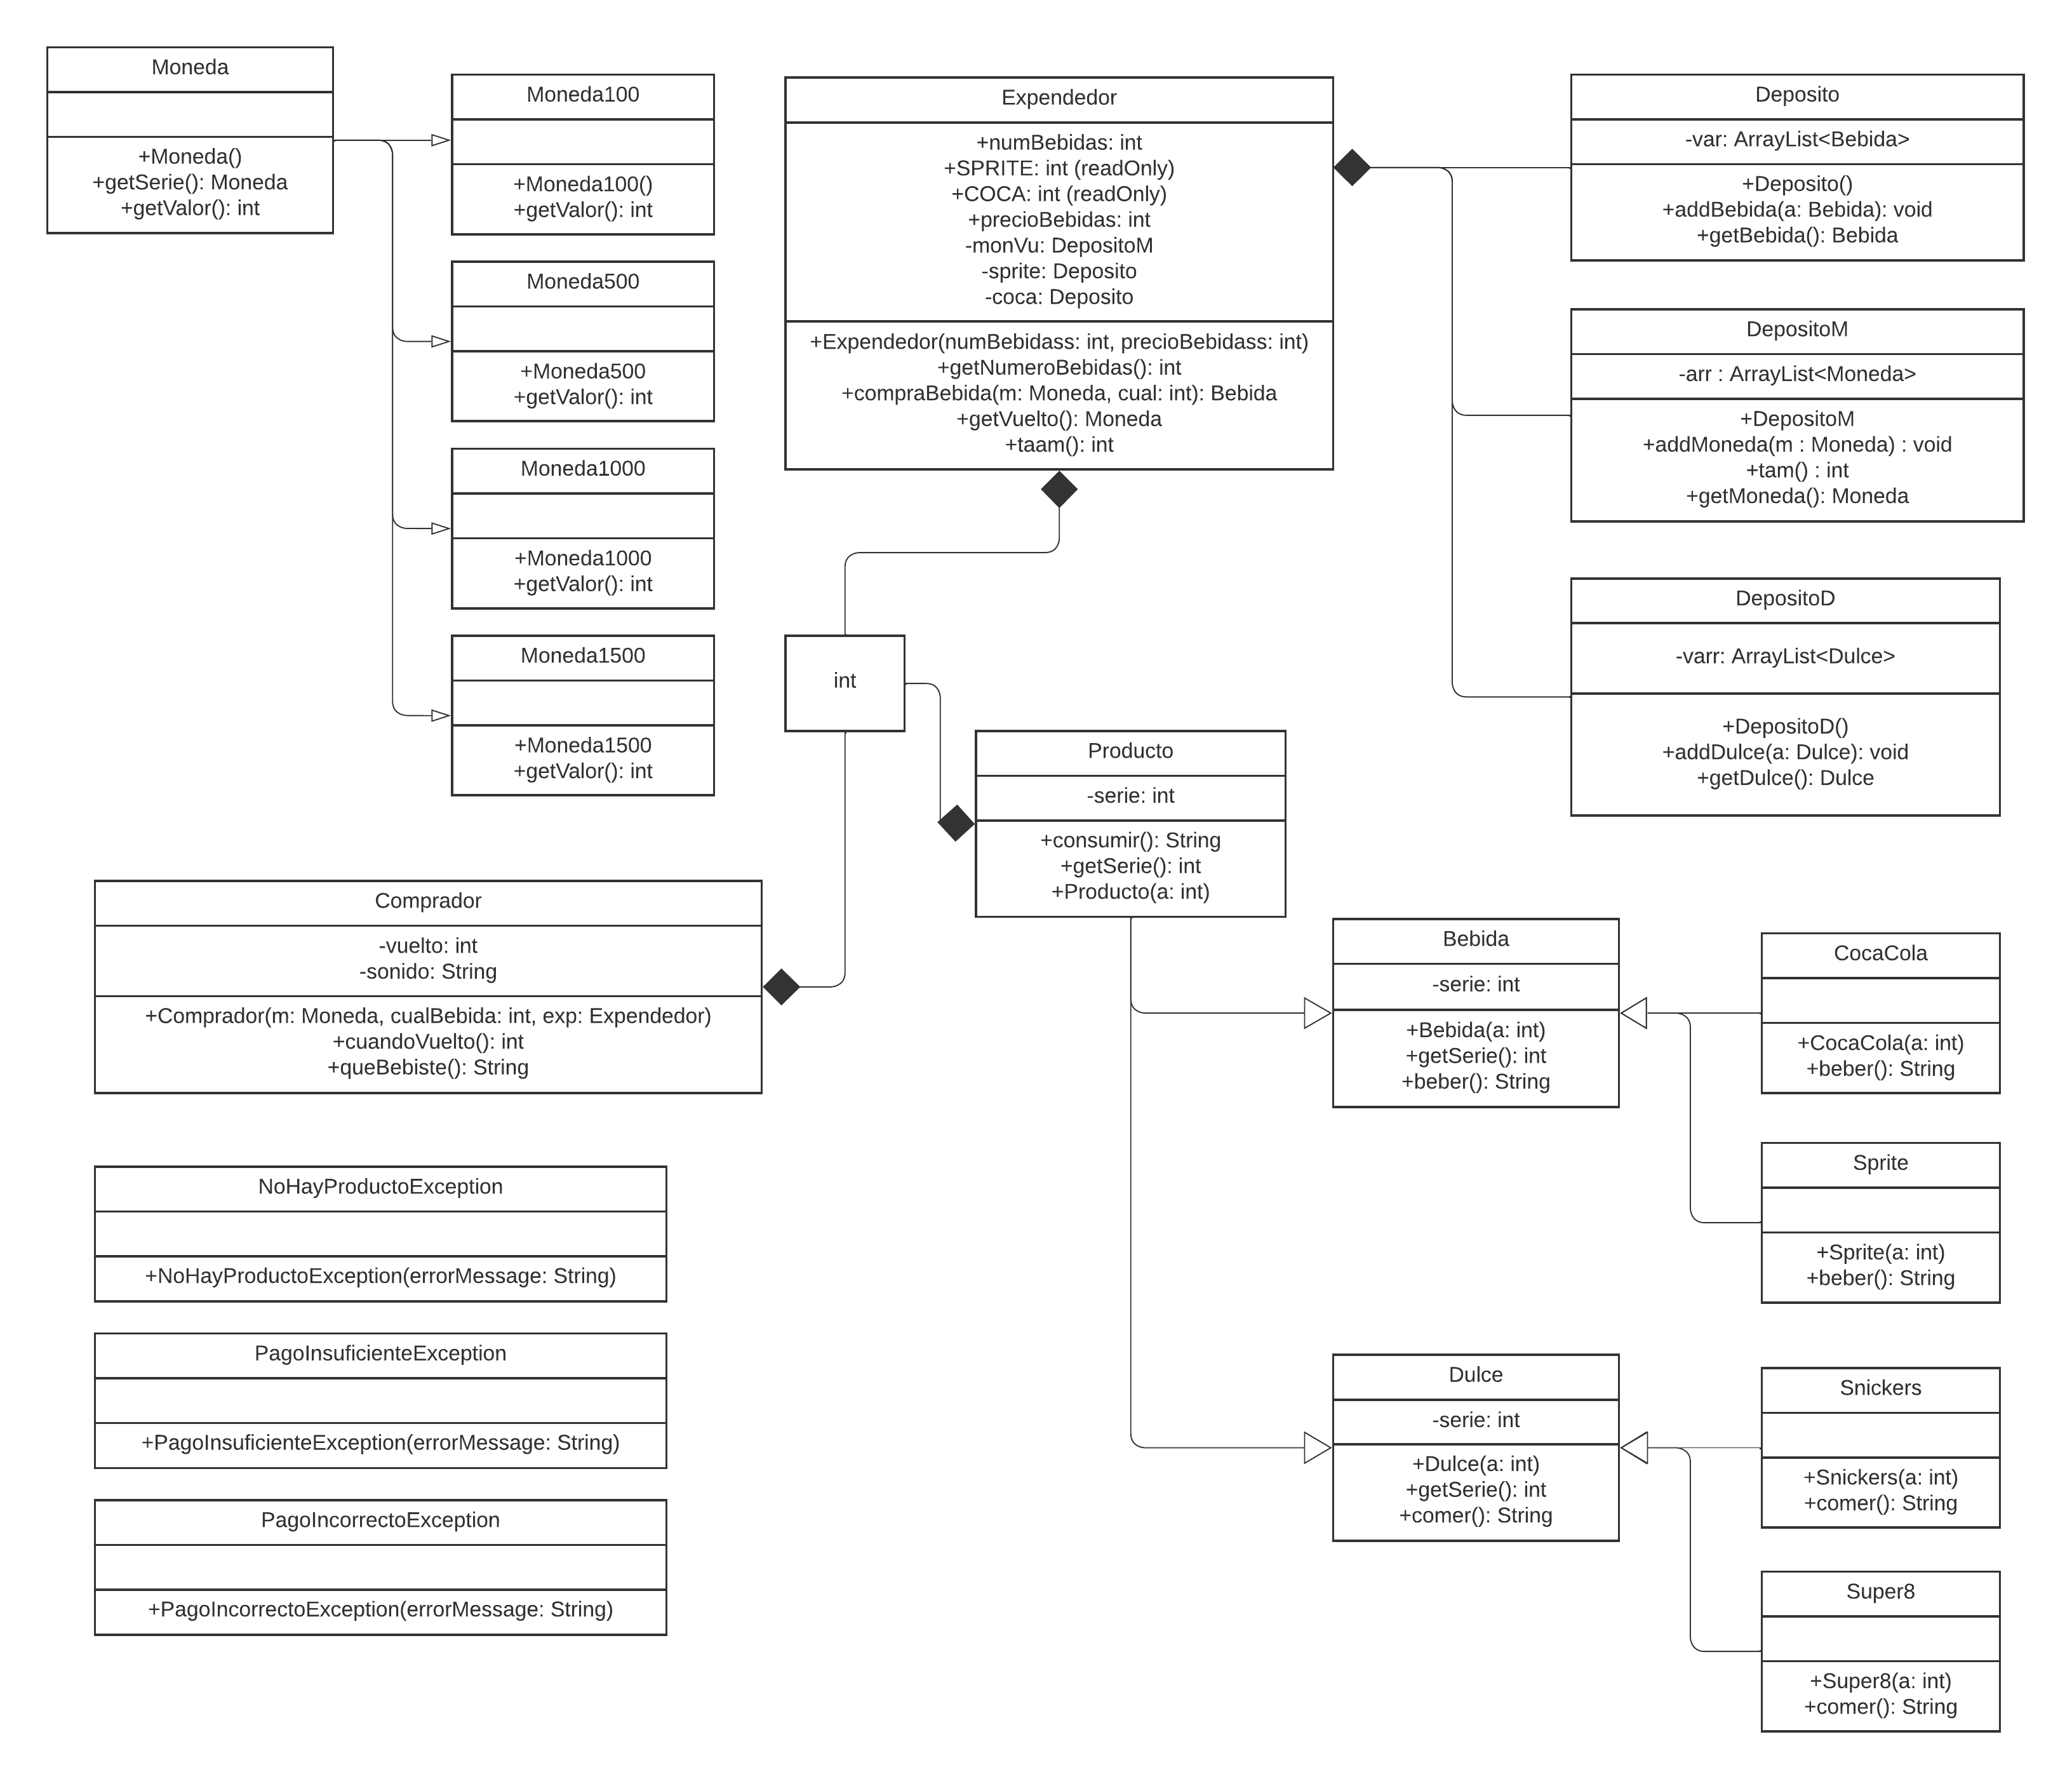 Moneda
+Moneda()
+getSerie(): Moneda
+getValor(): int
Moneda100
+Moneda100()
+getValor(): int
Moneda500
+Moneda500
+getValor(): int
Moneda1000
+Moneda1000
+getValor(): int
Moneda1500
+Moneda1500
+getValor(): int
Expendedor
+numBebidas: int
+SPRITE: int (readOnly)
+COCA: int (readOnly)
+precioBebidas: int
-monVu: DepositoM
-sprite: Deposito
-coca: Deposito
+Expendedor(numBebidass: int, precioBebidass: int)
+getNumeroBebidas(): int
+compraBebida(m: Moneda, cual: int): Bebida
+getVuelto(): Moneda
+taam(): int
Deposito
-var: ArrayList<Bebida>
+Deposito()
+addBebida(a: Bebida): void
+getBebida(): Bebida
DepositoM
-arr : ArrayList<Moneda>
+DepositoM
+addMoneda(m : Moneda) : void
+tam() : int
+getMoneda(): Moneda
DepositoD
-varr: ArrayList<Dulce>
+DepositoD()
+addDulce(a: Dulce): void
+getDulce(): Dulce
int
Producto
-serie: int
+consumir(): String
+getSerie(): int
+Producto(a: int)
Comprador
-vuelto: int
-sonido: String
+Comprador(m: Moneda, cualBebida: int, exp: Expendedor)
+cuandoVuelto(): int
+queBebiste(): String
Bebida
-serie: int
+Bebida(a: int)
+getSerie(): int
+beber(): String
CocaCola
+CocaCola(a: int)
+beber(): String
Sprite
+Sprite(a: int)
+beber(): String
NoHayProductoException
+NoHayProductoException(errorMessage: String)
PagoInsuficienteException
+PagoInsuficienteException(errorMessage: String)
PagoIncorrectoException
+PagoIncorrectoException(errorMessage: String)
Dulce
-serie: int
+Dulce(a: int)
+getSerie(): int
+comer(): String
Snickers
+Snickers(a: int)
+comer(): String
Super8
+Super8(a: int)
+comer(): String